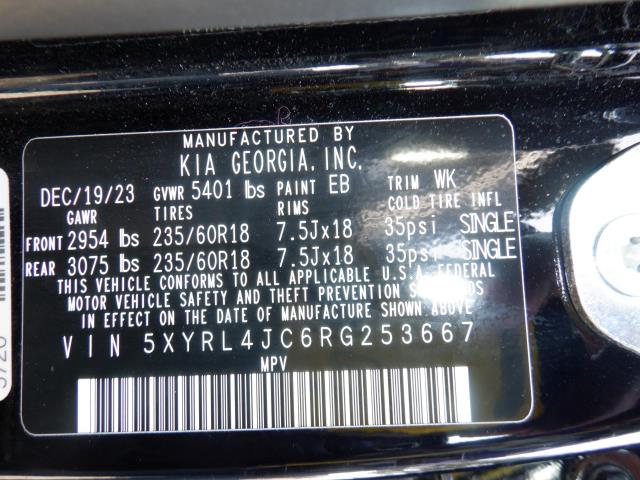 MANUFACTURED BY
KIA GEORGIA, INC.
DEC/19/23 GVWR 5401 lbs PAINT EB TRIM WK
GAWR TIRES RIMS COLD TIRE INFL
FRONT 2954 lbs 235/60R18 7.5Jx18 35psi SINGLE
REAR 3075 lbs 235/60R18 7.5Jx18 35psi SINGLE
THIS VEHICLE CONFORMS TO ALL APPLICABLE U.S.A. FEDERAL
MOTOR VEHICLE SAFETY AND THEFT PREVENTION STANDARDS
IN EFFECT ON THE DATE OF MANUFACTURE SHOWN ABOVE
VIN 5XYRL4JC6RG253667
MPV